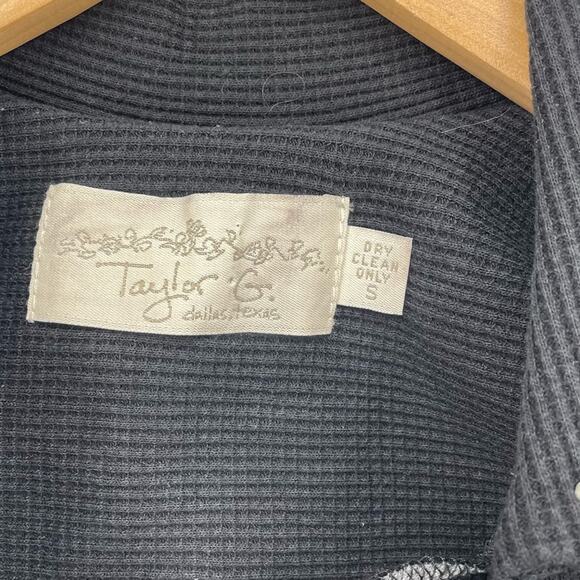 Taylor G.
dallas, texas
DRY
CLEAN
ONLY
S